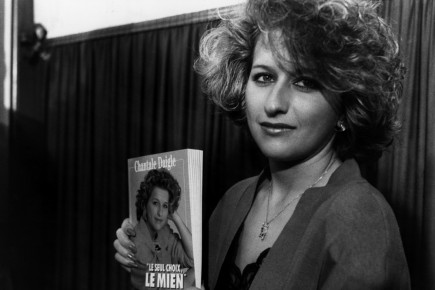 Chantale Daigle
"LE SEUL CHOIX,
LE MIEN"